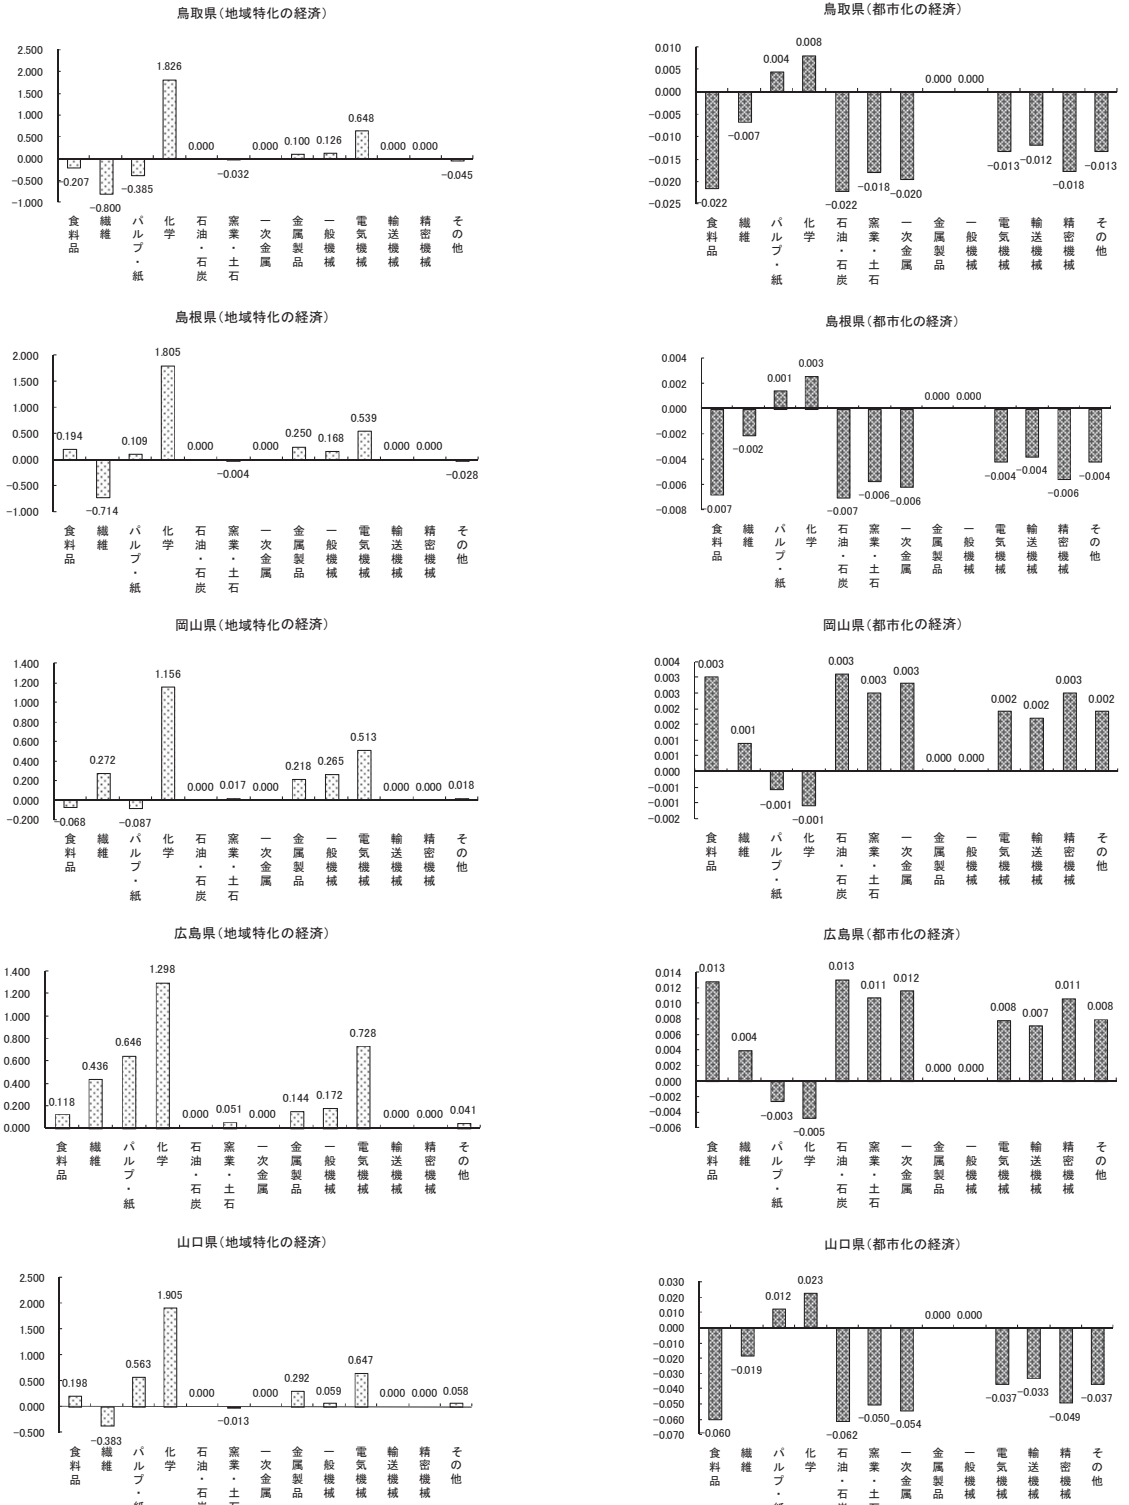 鳥取県(地域特化の経済)
2.500
2.000
1.500
1.000
0.500
0.000
−0.500
−1.000
−0.207
−0.800
−0.385
1.826
0.000
−0.032
0.000
0.100
0.126
0.648
0.000
0.000
−0.045
食料品
繊維
パルプ・紙
化学
石油・石炭
窯業・土石
一次金属
金属製品
一般機械
電気機械
輸送機械
精密機械
その他
鳥取県(都市化の経済)
0.010
0.005
0.000
−0.005
−0.010
−0.015
−0.020
−0.025
−0.022
−0.007
0.004
0.008
−0.022
−0.018
−0.020
0.000
0.000
−0.013
−0.012
−0.018
−0.013
食料品
繊維
パルプ・紙
化学
石油・石炭
窯業・土石
一次金属
金属製品
一般機械
電気機械
輸送機械
精密機械
その他
島根県(地域特化の経済)
2.000
1.500
1.000
0.500
0.000
−0.500
−1.000
0.194
−0.714
0.109
1.805
0.000
−0.004
0.000
0.250
0.168
0.539
0.000
0.000
−0.028
食料品
繊維
パルプ・紙
化学
石油・石炭
窯業・土石
一次金属
金属製品
一般機械
電気機械
輸送機械
精密機械
その他
島根県(都市化の経済)
0.004
0.002
0.000
−0.002
−0.004
−0.006
−0.008
−0.007
−0.002
0.001
0.003
−0.007
−0.006
−0.006
0.000
0.000
−0.004
−0.004
−0.006
−0.004
食料品
繊維
パルプ・紙
化学
石油・石炭
窯業・土石
一次金属
金属製品
一般機械
電気機械
輸送機械
精密機械
その他
岡山県(地域特化の経済)
1.400
1.200
1.000
0.800
0.600
0.400
0.200
0.000
−0.200
−0.068
0.272
−0.087
1.156
0.000
0.017
0.000
0.218
0.265
0.513
0.000
0.000
0.018
食料品
繊維
パルプ・紙
化学
石油・石炭
窯業・土石
一次金属
金属製品
一般機械
電気機械
輸送機械
精密機械
その他
岡山県(都市化の経済)
0.004
0.003
0.003
0.002
0.002
0.001
0.001
0.000
−0.001
−0.001
−0.002
0.003
0.001
−0.001
−0.001
0.003
0.003
0.003
0.000
0.000
0.002
0.002
0.003
0.002
食料品
繊維
パルプ・紙
化学
石油・石炭
窯業・土石
一次金属
金属製品
一般機械
電気機械
輸送機械
精密機械
その他
広島県(地域特化の経済)
1.400
1.200
1.000
0.800
0.600
0.400
0.200
0.000
0.118
0.436
0.646
1.298
0.000
0.051
0.000
0.144
0.172
0.728
0.000
0.000
0.041
食料品
繊維
パルプ・紙
化学
石油・石炭
窯業・土石
一次金属
金属製品
一般機械
電気機械
輸送機械
精密機械
その他
広島県(都市化の経済)
0.014
0.012
0.010
0.008
0.006
0.004
0.002
0.000
−0.002
−0.004
−0.006
0.013
0.004
−0.003
−0.005
0.013
0.011
0.012
0.000
0.000
0.008
0.007
0.011
0.008
食料品
繊維
パルプ・紙
化学
石油・石炭
窯業・土石
一次金属
金属製品
一般機械
電気機械
輸送機械
精密機械
その他
山口県(地域特化の経済)
2.500
2.000
1.500
1.000
0.500
0.000
−0.500
0.198
−0.383
0.563
1.905
0.000
−0.013
0.000
0.292
0.059
0.647
0.000
0.000
0.058
食料品
繊維
パルプ・紙
化学
石油・石炭
窯業・土石
一次金属
金属製品
一般機械
電気機械
輸送機械
精密機械
その他
山口県(都市化の経済)
0.030
0.020
0.010
0.000
−0.010
−0.020
−0.030
−0.040
−0.050
−0.060
−0.070
−0.060
−0.019
0.012
0.023
−0.062
−0.050
−0.054
0.000
0.000
−0.037
−0.033
−0.049
−0.037
食料品
繊維
パルプ・紙
化学
石油・石炭
窯業・土石
一次金属
金属製品
一般機械
電気機械
輸送機械
精密機械
その他